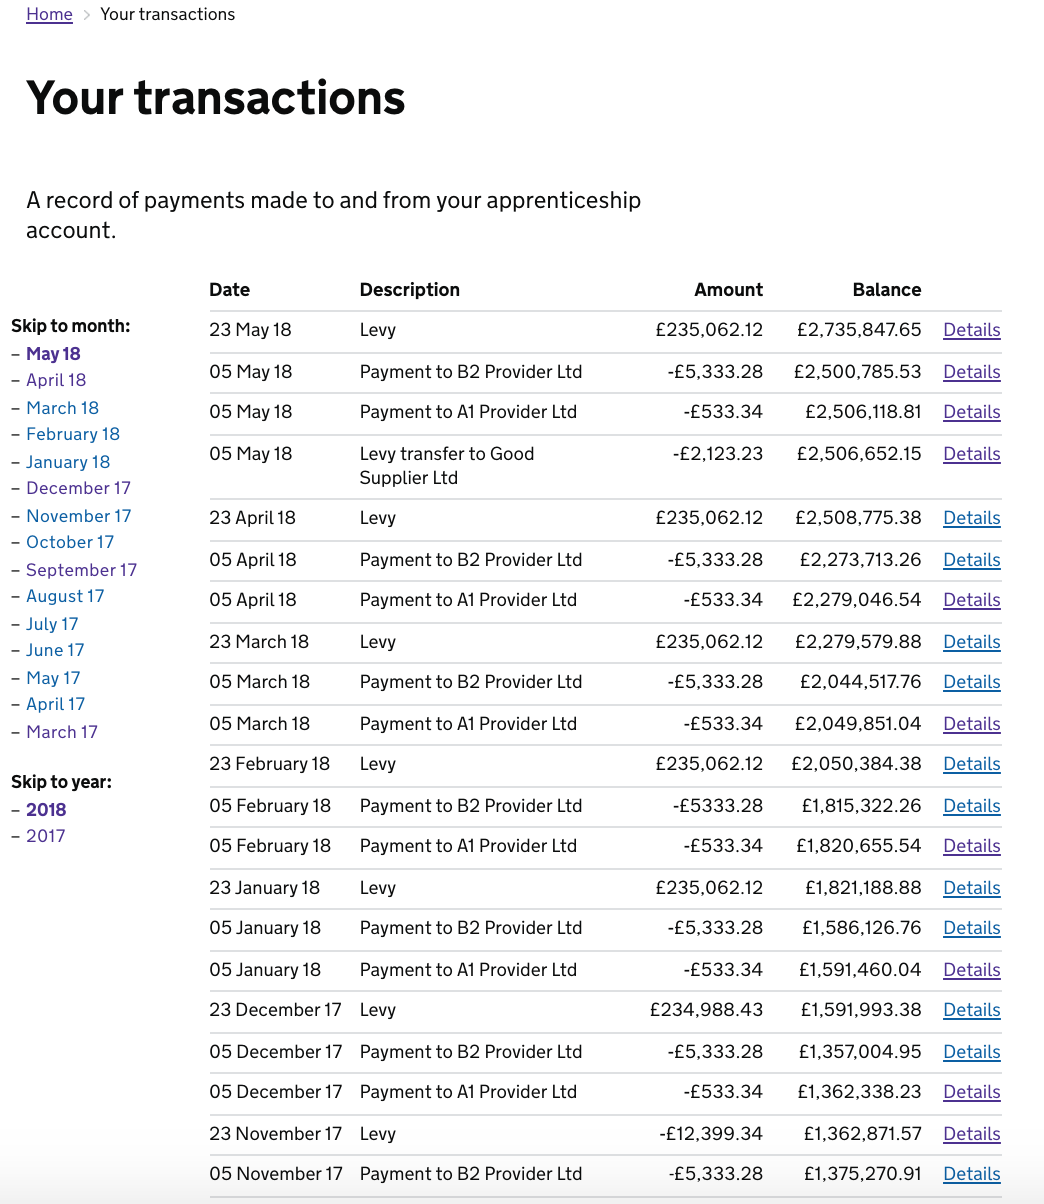 Home > Your transactions
Your transactions
A record of payments made to and from your apprenticeship
account.
Skip to month:
– May 18
– April 18
– March 18
– February 18
– January 18
– December 17
– November 17
– October 17
– September 17
– August 17
– July 17
– June 17
– May 17
– April 17
– March 17
Skip to year:
– 2018
– 2017
Date Description Amount Balance
23 May 18 Levy £235,062.12 £2,735,847.65 Details
05 May 18 Payment to B2 Provider Ltd -£5,333.28 £2,500,785.53 Details
05 May 18 Payment to A1 Provider Ltd -£533.34 £2,506,118.81 Details
05 May 18 Levy transfer to Good -£2,123.23 £2,506,652.15 Details
Supplier Ltd
23 April 18 Levy £235,062.12 £2,508,775.38 Details
05 April 18 Payment to B2 Provider Ltd -£5,333.28 £2,273,713.26 Details
05 April 18 Payment to A1 Provider Ltd -£533.34 £2,279,046.54 Details
23 March 18 Levy £235,062.12 £2,279,579.88 Details
05 March 18 Payment to B2 Provider Ltd -£5,333.28 £2,044,517.76 Details
05 March 18 Payment to A1 Provider Ltd -£533.34 £2,049,851.04 Details
23 February 18 Levy £235,062.12 £2,050,384.38 Details
05 February 18 Payment to B2 Provider Ltd -£5333.28 £1,815,322.26 Details
05 February 18 Payment to A1 Provider Ltd -£533.34 £1,820,655.54 Details
23 January 18 Levy £235,062.12 £1,821,188.88 Details
05 January 18 Payment to B2 Provider Ltd -£5,333.28 £1,586,126.76 Details
05 January 18 Payment to A1 Provider Ltd -£533.34 £1,591,460.04 Details
23 December 17 Levy £234,988.43 £1,591,993.38 Details
05 December 17 Payment to B2 Provider Ltd -£5,333.28 £1,357,004.95 Details
05 December 17 Payment to A1 Provider Ltd -£533.34 £1,362,338.23 Details
23 November 17 Levy -£12,399.34 £1,362,871.57 Details
05 November 17 Payment to B2 Provider Ltd -£5,333.28 £1,375,270.91 Details